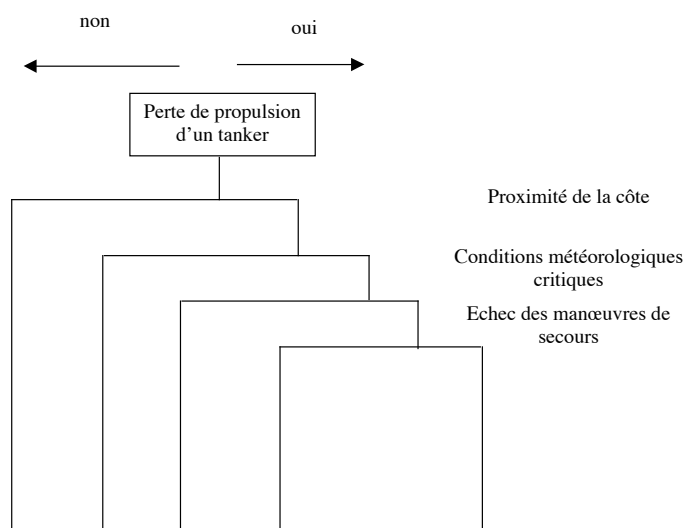 non
oui
Perte de propulsion
d’un tanker
Proximité de la côte
Conditions météorologiques
critiques
Echec des manœuvres de
secours